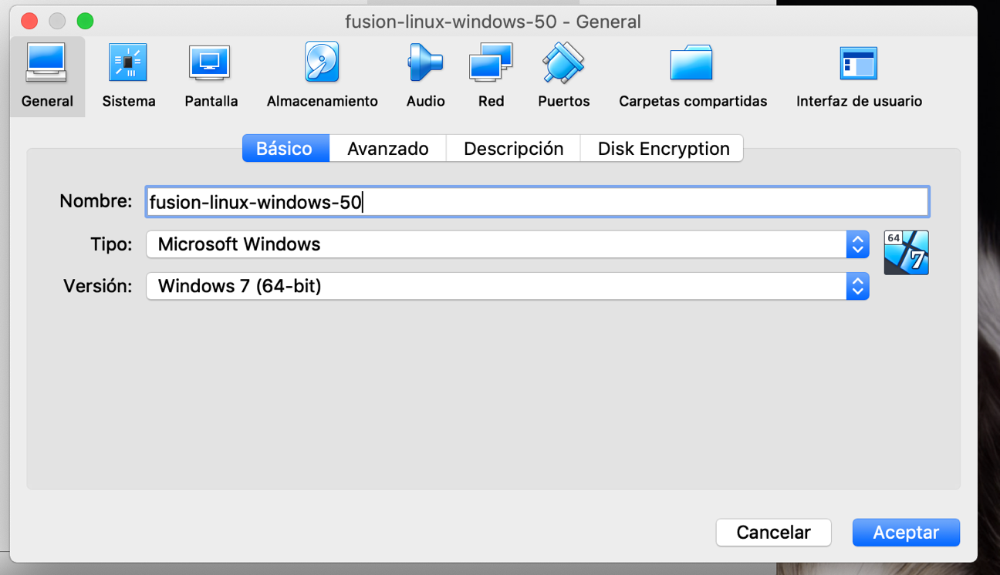 fusion-linux-windows-50 - General
General Sistema Pantalla Almacenamiento Audio Red Puertos Carpetas compartidas Interfaz de usuario
Básico Avanzado Descripción Disk Encryption
Nombre: fusion-linux-windows-50
Tipo: Microsoft Windows
64
7
Versión: Windows 7 (64-bit)
Cancelar Aceptar